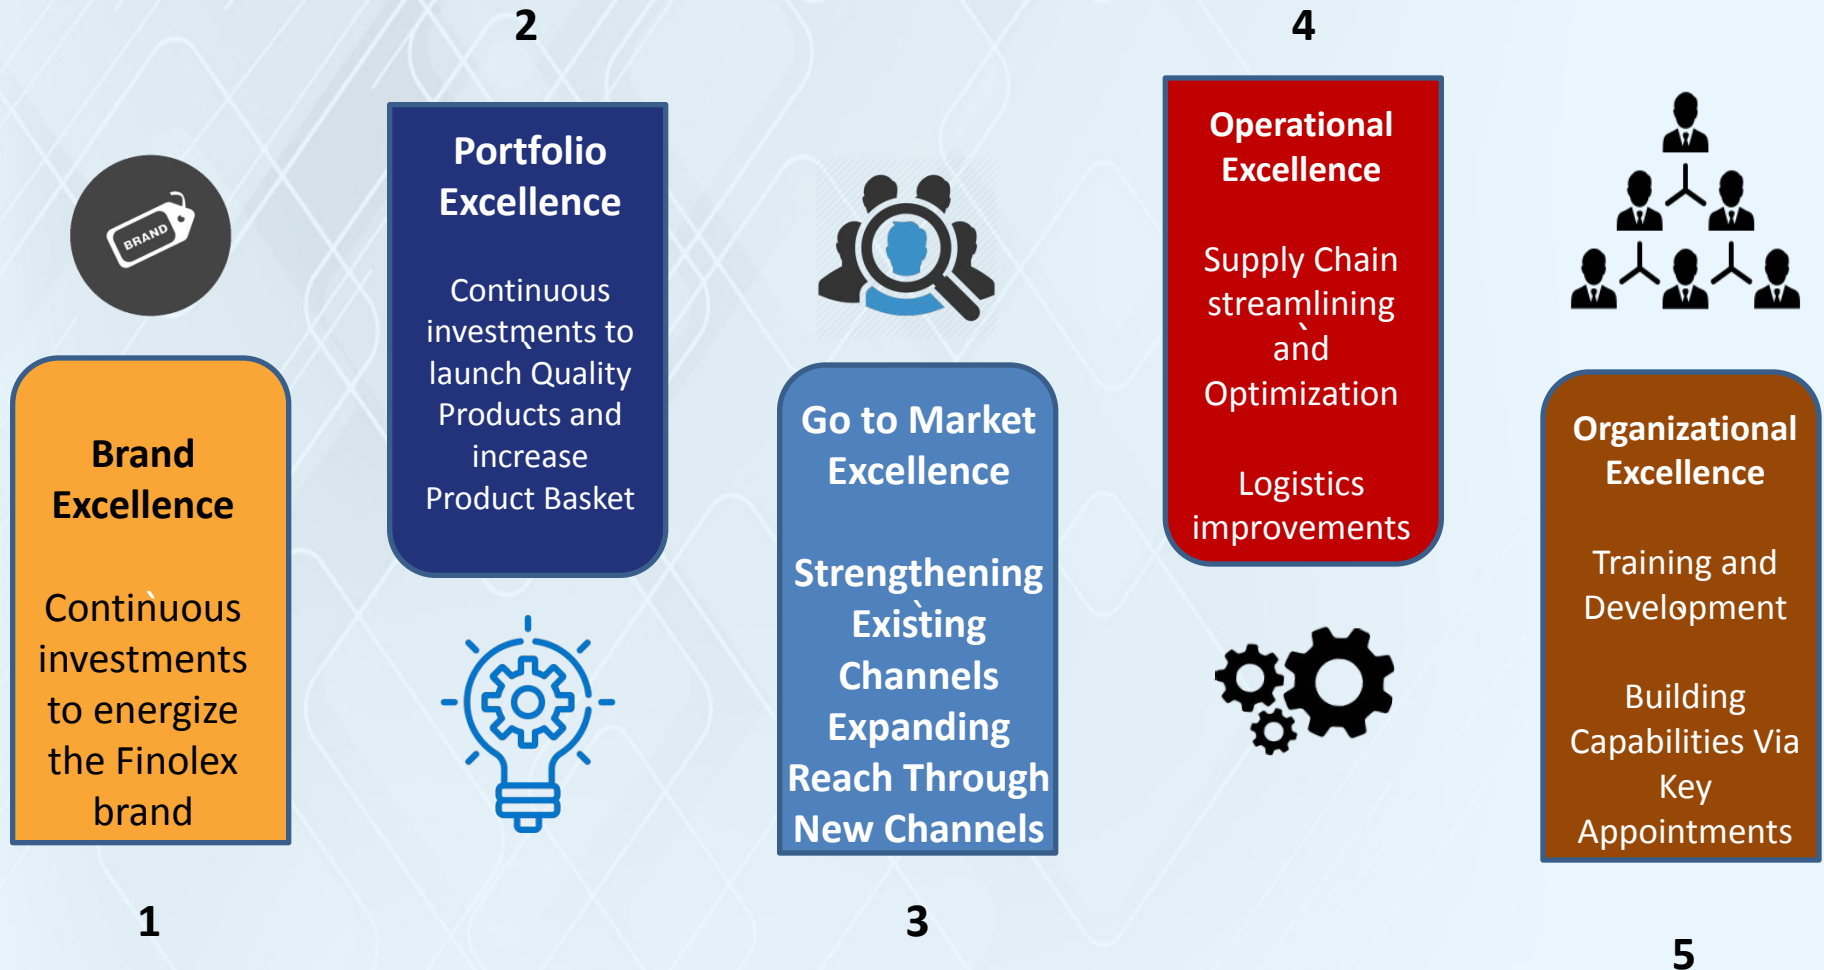 2
4
BRAND
Brand
Excellence
Continuous
investments
to energize
the Finolex
brand
1
Portfolio
Excellence
Continuous
investments to
launch Quality
Products and
increase
Product Basket
Go to Market
Excellence
Strengthening
Existing
Channels
Expanding
Reach Through
New Channels
3
Operational
Excellence
Supply Chain
streamlining
and
Optimization
Logistics
improvements
Organizational
Excellence
Training and
Development
Building
Capabilities Via
Key
Appointments
5